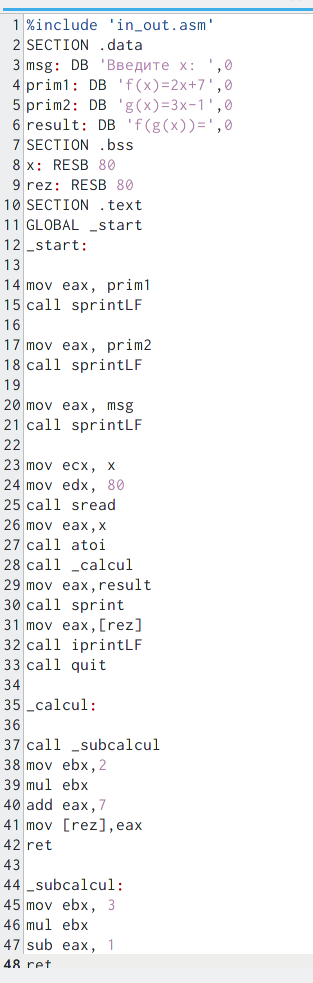 1 %include 'in_out.asm'
2 SECTION .data
3 msg: DB 'Введите x: ',0
4 prim1: DB 'f(x)=2x+7',0
5 prim2: DB 'g(x)=3x-1',0
6 result: DB 'f(g(x))=',0
7 SECTION .bss
8 x: RESB 80
9 rez: RESB 80
10 SECTION .text
11 GLOBAL _start
12 _start:
13
14 mov eax, prim1
15 call sprintLF
16
17 mov eax, prim2
18 call sprintLF
19
20 mov eax, msg
21 call sprintLF
22
23 mov ecx, x
24 mov edx, 80
25 call sread
26 mov eax,x
27 call atoi
28 call _calcul
29 mov eax,result
30 call sprint
31 mov eax,[rez]
32 call iprintLF
33 call quit
34
35 _calcul:
36
37 call _subcalcul
38 mov ebx,2
39 mul ebx
40 add eax,7
41 mov [rez],eax
42 ret
43
44 _subcalcul:
45 mov ebx, 3
46 mul ebx
47 sub eax, 1
48 ret